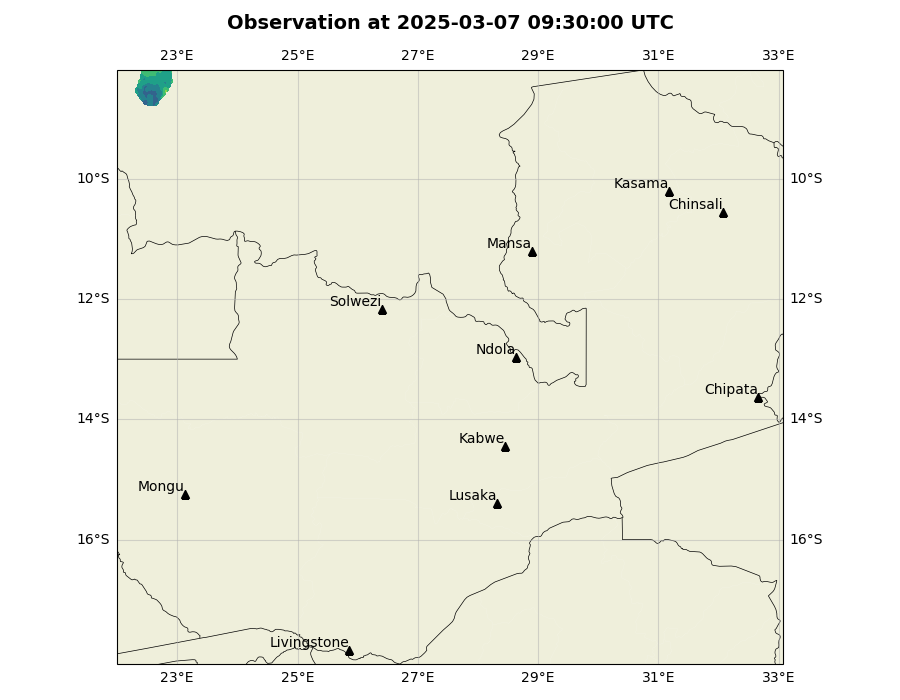 Observation at 2025-03-07 09:30:00 UTC
23°E 25°E 27°E 29°E 31°E 33°E
10°S 10°S
Kasama
Chinsali
Mansa
12°S 12°S
Solwezi
Ndola
Chipata
14°S 14°S
Kabwe
Mongu
Lusaka
16°S 16°S
Livingstone
23°E 25°E 27°E 29°E 31°E 33°E